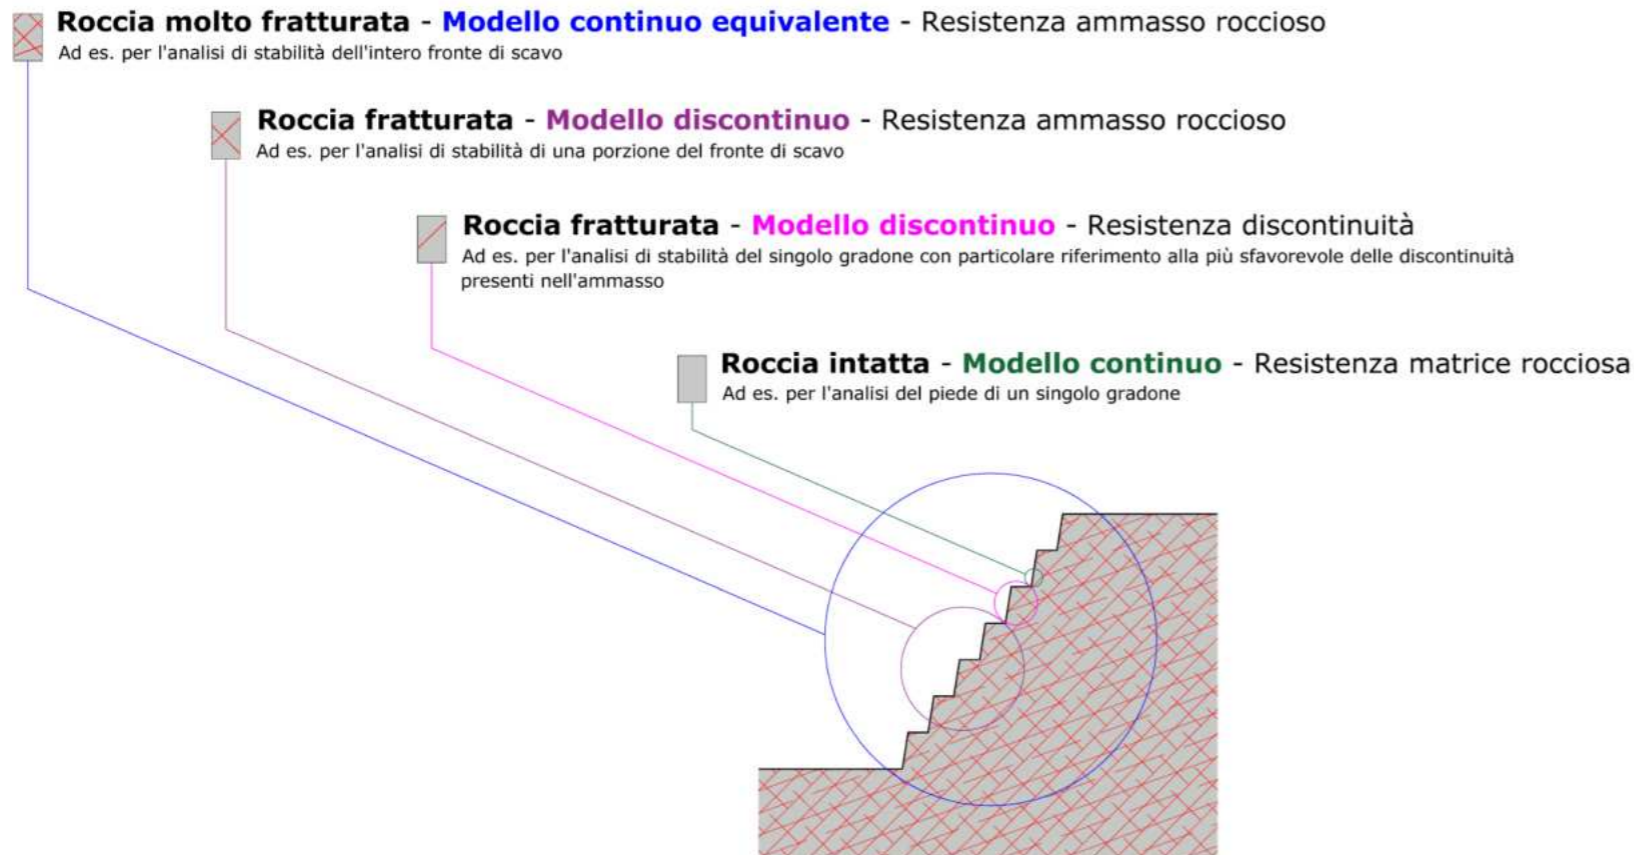 Roccia molto fratturata - Modello continuo equivalente - Resistenza ammasso roccioso
Ad es. per l'analisi di stabilità dell'intero fronte di scavo
Roccia fratturata - Modello discontinuo - Resistenza ammasso roccioso
Ad es. per l'analisi di stabilità di una porzione del fronte di scavo
Roccia fratturata - Modello discontinuo - Resistenza discontinuità
Ad es. per l'analisi di stabilità del singolo gradone con particolare riferimento alla più sfavorevole delle discontinuità
presenti nell'ammasso
Roccia intatta - Modello continuo - Resistenza matrice rocciosa
Ad es. per l'analisi del piede di un singolo gradone